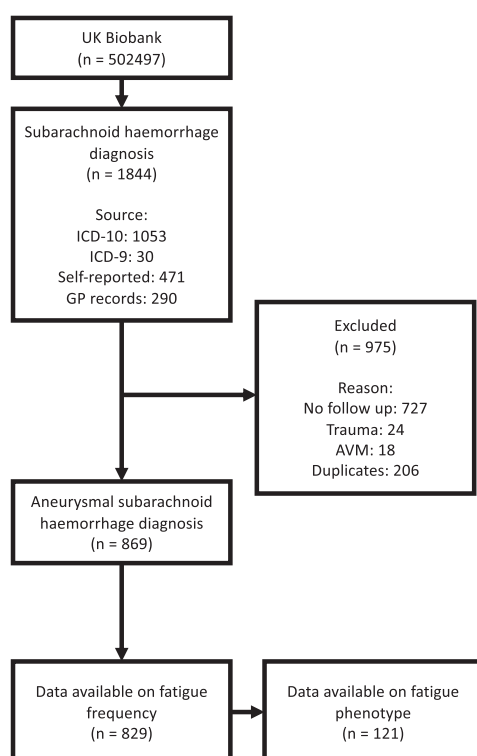 UK Biobank
(n = 502497)
Subarachnoid haemorrhage
diagnosis
(n = 1844)
Source:
ICD-10: 1053
ICD-9: 30
Self-reported: 471
GP records: 290
Excluded
(n = 975)
Reason:
No follow up: 727
Trauma: 24
AVM: 18
Duplicates: 206
Aneurysmal subarachnoid
haemorrhage diagnosis
(n = 869)
Data available on fatigue
frequency
(n = 829)
Data available on fatigue
phenotype
(n = 121)